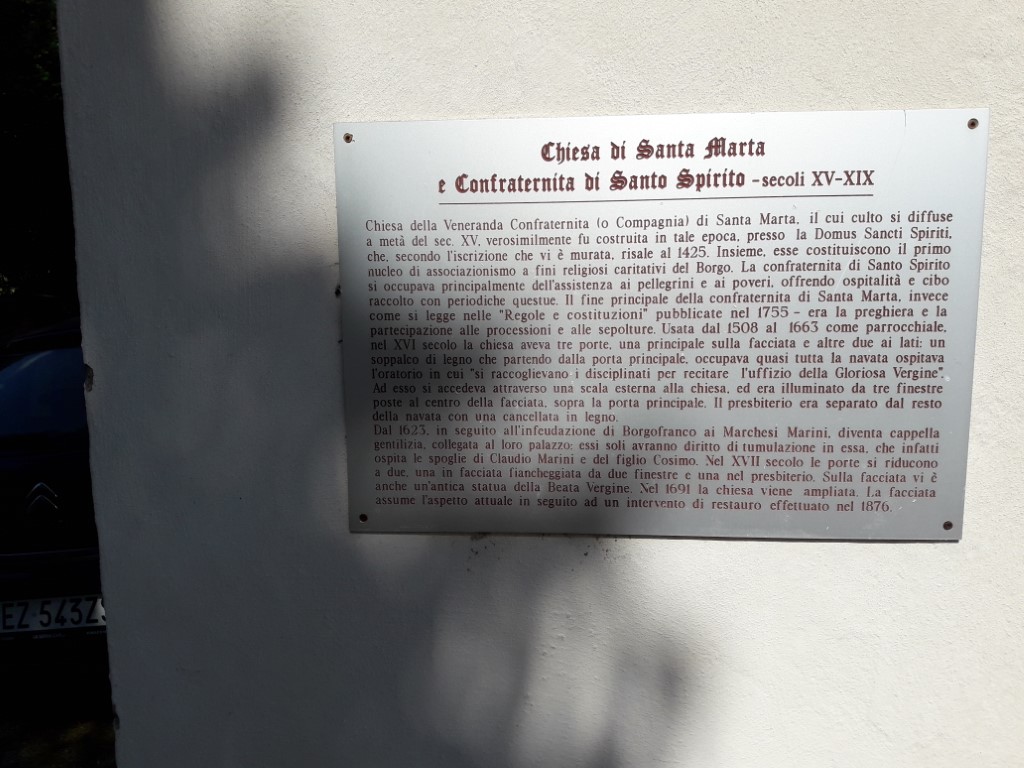 Chiesa di Santa Marta
e Confraternita di Santo Spirito - secoli XV-XIX
Chiesa della Veneranda Confraternita (o Compagnia) di Santa Marta, il cui culto si diffuse
a metà del sec. XV, verosimilmente fu costruita in tale epoca, presso la Domus Sancti Spiriti,
che, secondo l'iscrizione che vi è murata, risale al 1425. Insieme, esse costituiscono il primo
nucleo di associazionismo a fini religiosi caritativi del Borgo. La confraternita di Santo Spirito
si occupava principalmente dell'assistenza ai pellegrini e ai poveri, offrendo ospitalità e cibo
raccolto con periodiche questue. Il fine principale della confraternita di Santa Marta, invece
come si legge nelle "Regole e costituzioni" pubblicate nel 1755 - era la preghiera e la
partecipazione alle processioni e alle sepolture. Usata dal 1508 al 1663 come parrocchiale,
nel XVI secolo la chiesa aveva tre porte, una principale sulla facciata e altre due ai lati: un
soppalco di legno che partendo dalla porta principale, occupava quasi tutta la navata ospitava
l'oratorio in cui "si raccoglievano i disciplinati per recitare l'uffizio della Gloriosa Vergine".
Ad esso si accedeva attraverso una scala esterna alla chiesa, ed era illuminato da tre finestre
poste al centro della facciata, sopra la porta principale. Il presbiterio era separato dal resto
della navata con una cancellata in legno.
Dal 1623, in seguito all'infeudazione di Borgofranco ai Marchesi Marini, diventa cappella
gentilizia, collegata al loro palazzo: essi soli avranno diritto di tumulazione in essa, che infatti
ospita le spoglie di Claudio Marini e del figlio Cosimo. Nel XVII secolo le porte si riducono
a due, una in facciata fiancheggiata da due finestre e una nel presbiterio. Sulla facciata vi è
anche un'antica statua della Beata Vergine. Nel 1691 la chiesa viene ampliata. La facciata
assume l'aspetto attuale in seguito ad un intervento di restauro effettuato nel 1876.
EZ 543Z